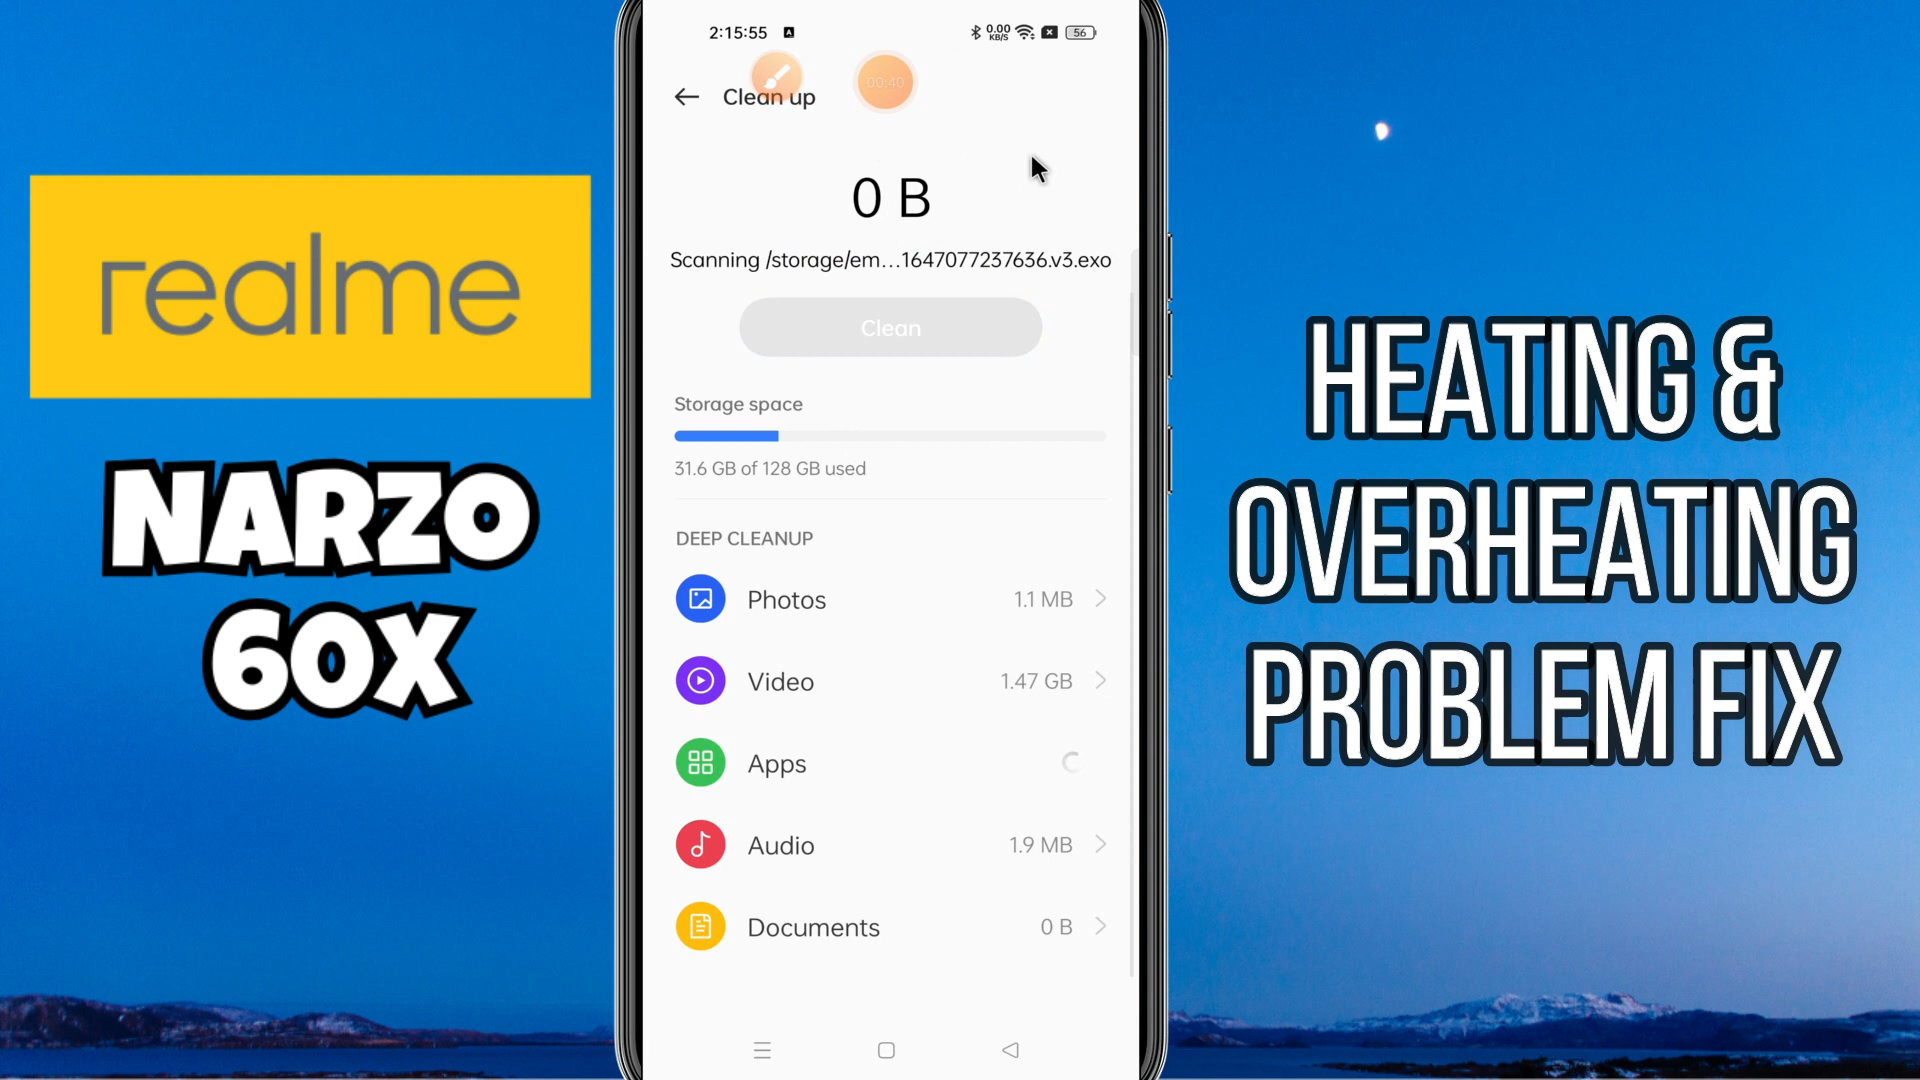 realme
NARZO
60X
2:15:55
0.00
KB/S
56
Clean up
00:40
0 B
Scanning /storage/em...1647077237636.v3.exo
Clean
Storage space
31.6 GB of 128 GB used
DEEP CLEANUP
Photos 1.1 MB
Video 1.47 GB
Apps
Audio 1.9 MB
Documents 0 B
HEATING &
OVERHEATING
PROBLEM FIX